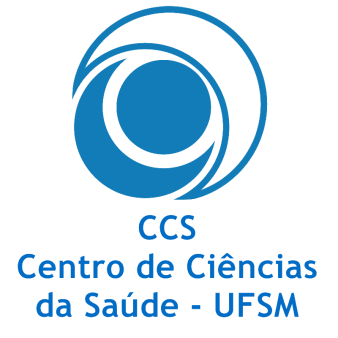 CCS
Centro de Ciências
da Saúde - UFSM